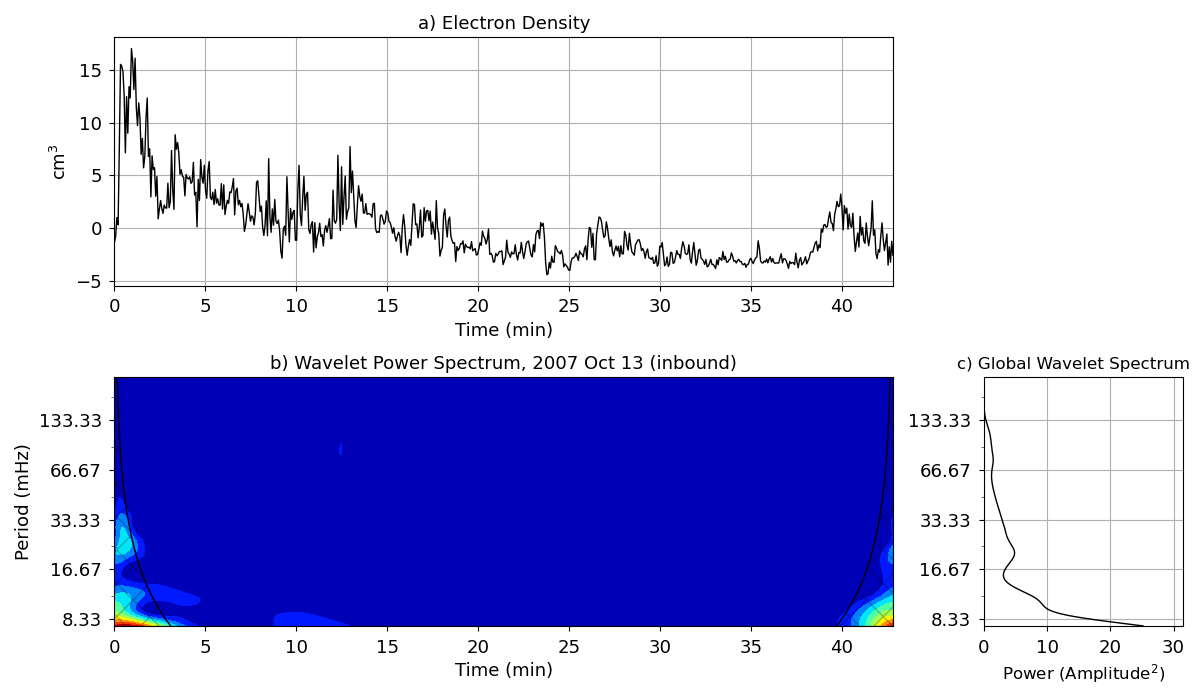 a) Electron Density
15
10
5
0
−5
cm³
0 5 10 15 20 25 30 35 40
Time (min)
b) Wavelet Power Spectrum, 2007 Oct 13 (inbound)
133.33
66.67
33.33
16.67
8.33
Period (mHz)
0 5 10 15 20 25 30 35 40
Time (min)
c) Global Wavelet Spectrum
133.33
66.67
33.33
16.67
8.33
0 10 20 30
Power (Amplitude²)